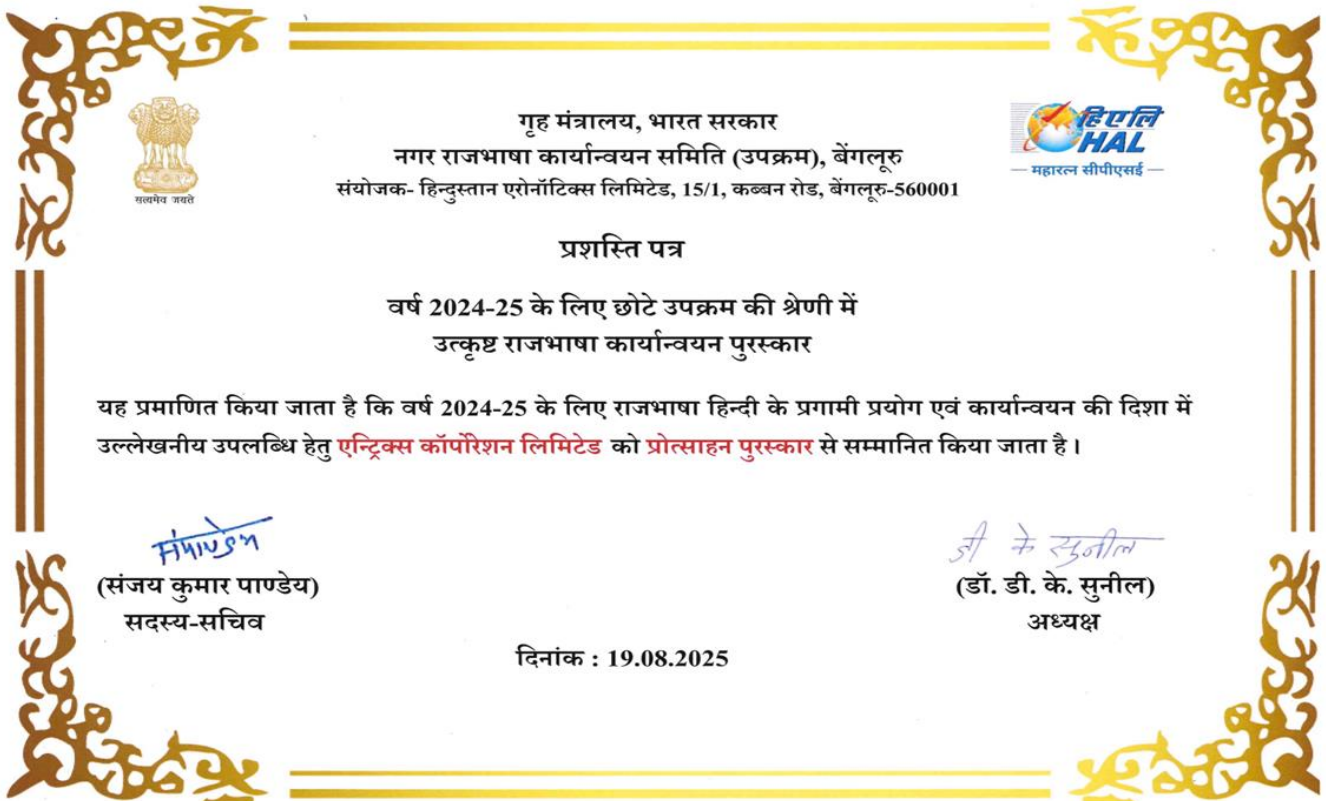 सत्यमेव जयते
हिएलि
HAL
महारत्न सीपीएसई
गृह मंत्रालय, भारत सरकार
नगर राजभाषा कार्यान्वयन समिति (उपक्रम), बेंगलूरु
संयोजक- हिन्दुस्तान एरोनॉटिक्स लिमिटेड, 15/1, कब्बन रोड, बेंगलूरु-560001
प्रशस्ति पत्र
वर्ष 2024-25 के लिए छोटे उपक्रम की श्रेणी में
उत्कृष्ट राजभाषा कार्यान्वयन पुरस्कार
यह प्रमाणित किया जाता है कि वर्ष 2024-25 के लिए राजभाषा हिन्दी के प्रगामी प्रयोग एवं कार्यान्वयन की दिशा में
उल्लेखनीय उपलब्धि हेतु एन्ट्रिक्स कॉर्पोरेशन लिमिटेड को प्रोत्साहन पुरस्कार से सम्मानित किया जाता है।
डी के सुनील
(संजय कुमार पाण्डेय)
(डॉ. डी. के. सुनील)
सदस्य-सचिव
अध्यक्ष
दिनांक : 19.08.2025